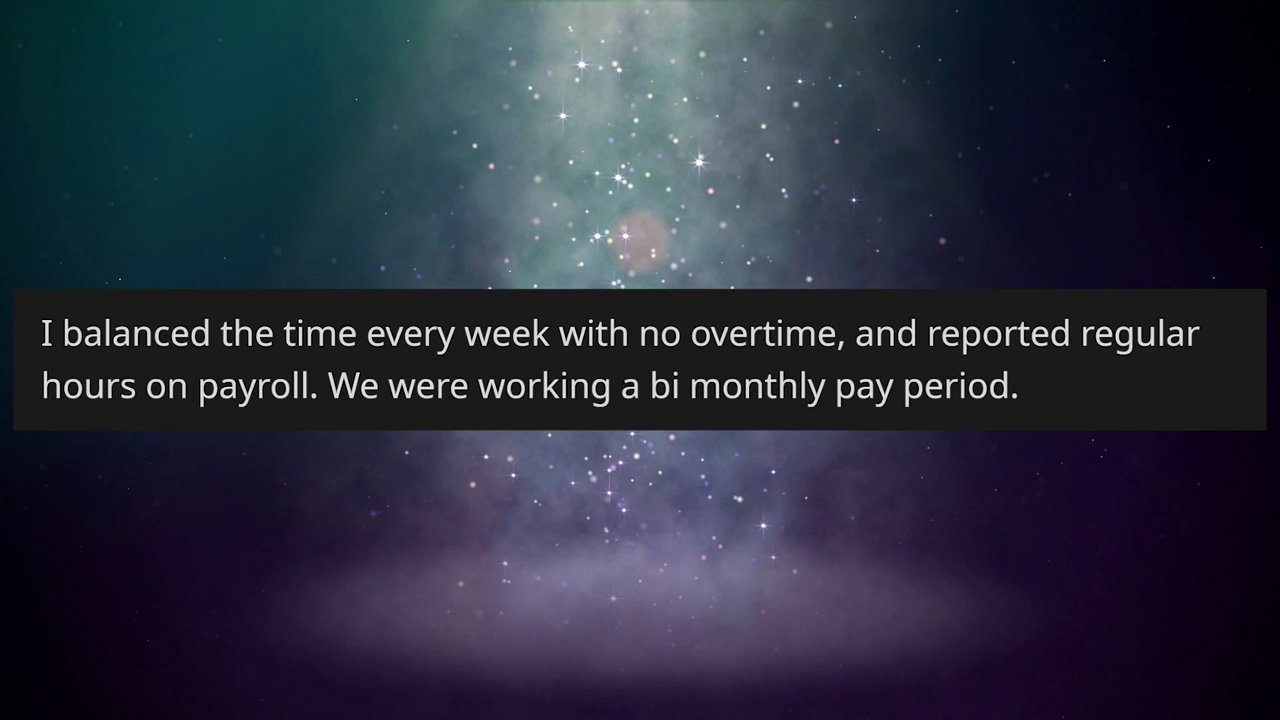 I balanced the time every week with no overtime, and reported regular
hours on payroll. We were working a bi monthly pay period.